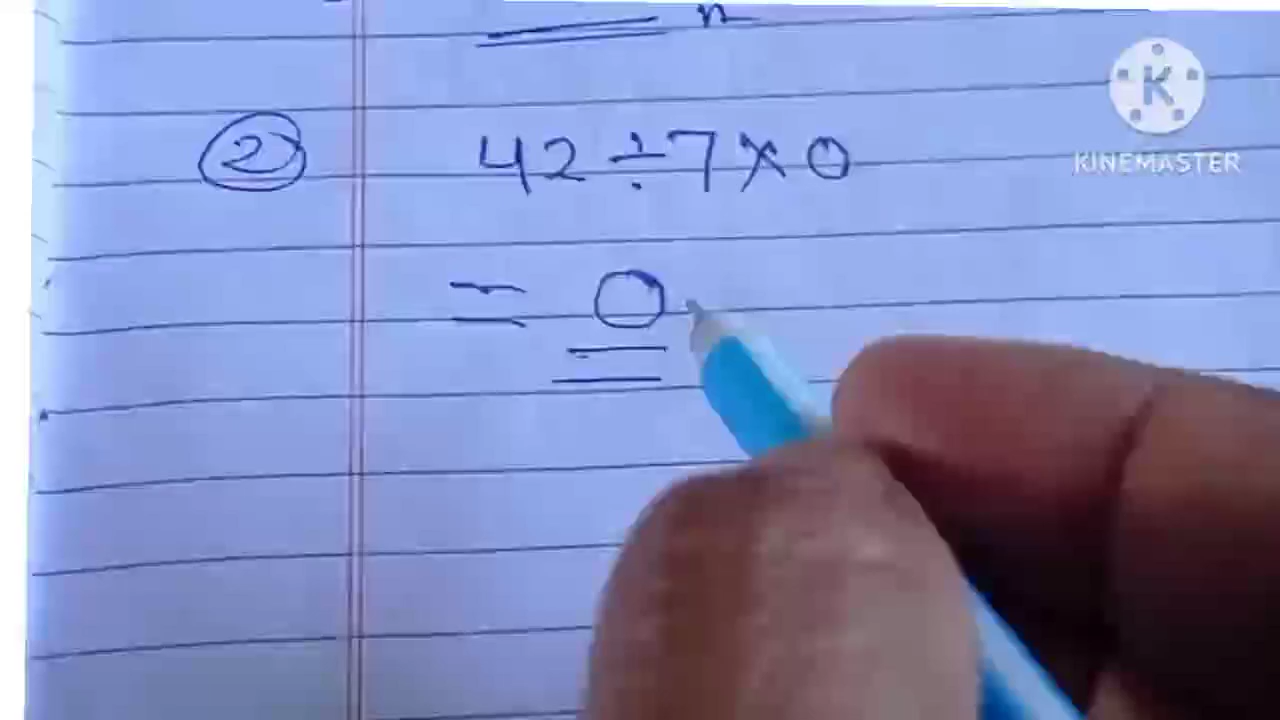 n
② 42÷7×0
= 0
K
KINEMASTER